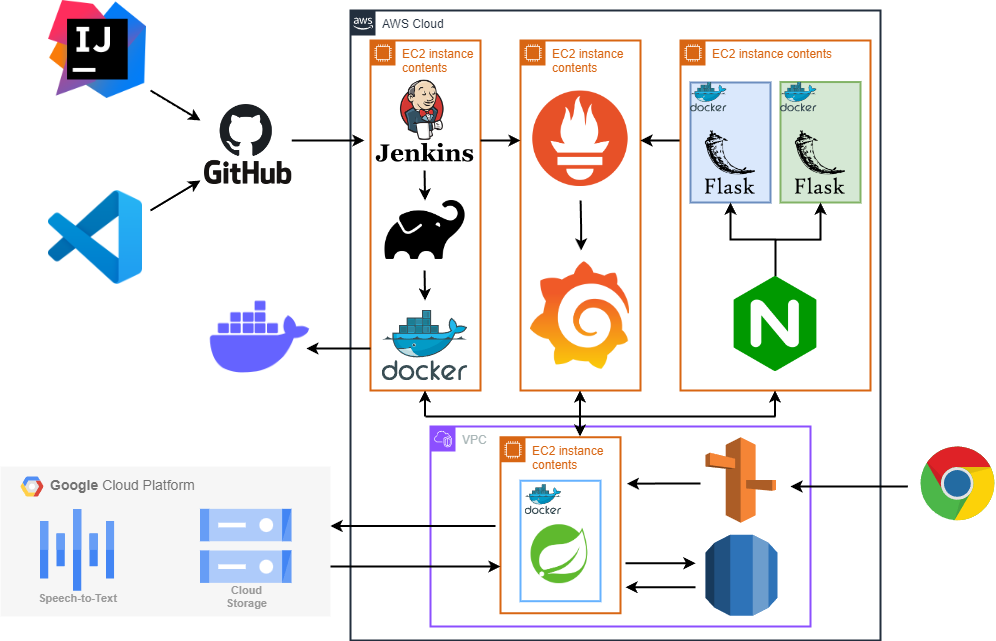 IJ
aws
AWS Cloud
EC2 instance
contents
EC2 instance
contents
EC2 instance contents
Jenkins
docker
Flask
docker
Flask
GitHub
N
docker
VPC
EC2 instance
contents
docker
Google Cloud Platform
Speech-to-Text
Cloud
Storage